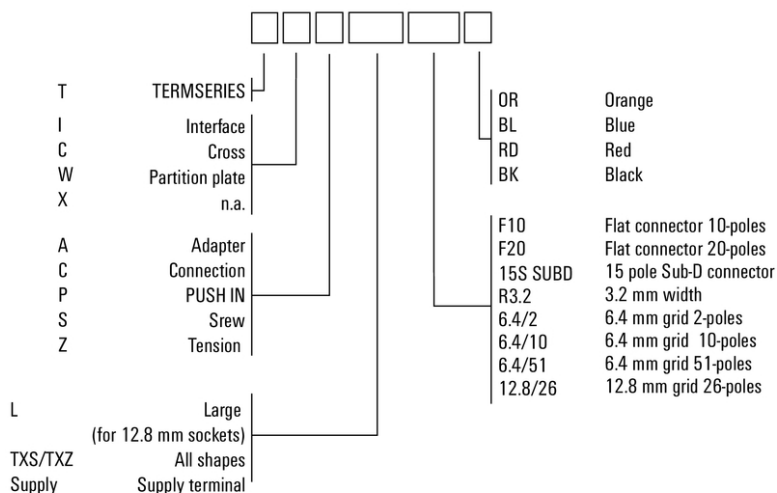 T TERMSERIES
I Interface
C Cross
W Partition plate
X n.a.
A Adapter
C Connection
P PUSH IN
S Srew
Z Tension
L Large
(for 12.8 mm sockets)
TXS/TXZ All shapes
Supply Supply terminal
OR Orange
BL Blue
RD Red
BK Black
F10 Flat connector 10-poles
F20 Flat connector 20-poles
15S SUBD 15 pole Sub-D connector
R3.2 3.2 mm width
6.4/2 6.4 mm grid 2-poles
6.4/10 6.4 mm grid 10-poles
6.4/51 6.4 mm grid 51-poles
12.8/26 12.8 mm grid 26-poles